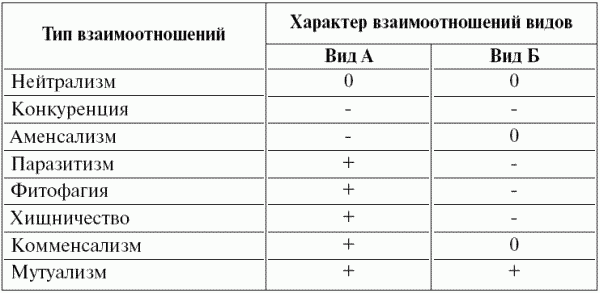 Тип взаимоотношений Характер взаимоотношений видов
Вид А Вид Б
Нейтрализм 0 0
Конкуренция - -
Аменсализм - 0
Паразитизм + -
Фитофагия + -
Хищничество + -
Комменсализм + 0
Мутуализм + +